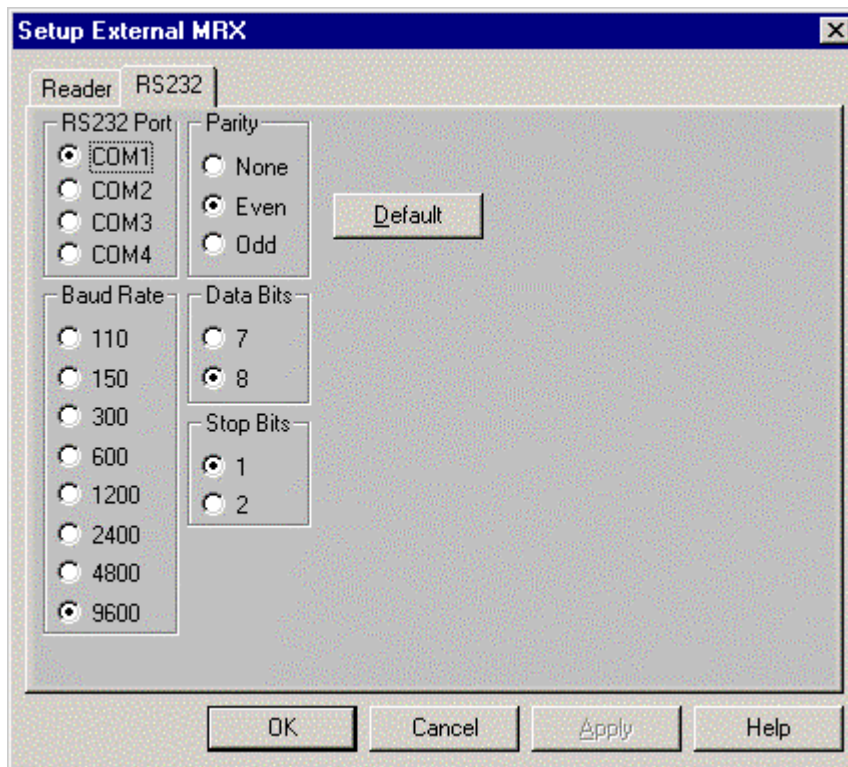 Setup External MRX
Reader RS232
RS232 Port
COM1
COM2
COM3
COM4
Parity
None
Even
Odd
Default
Baud Rate
110
150
300
600
1200
2400
4800
9600
Data Bits
7
8
Stop Bits
1
2
OK Cancel Apply Help